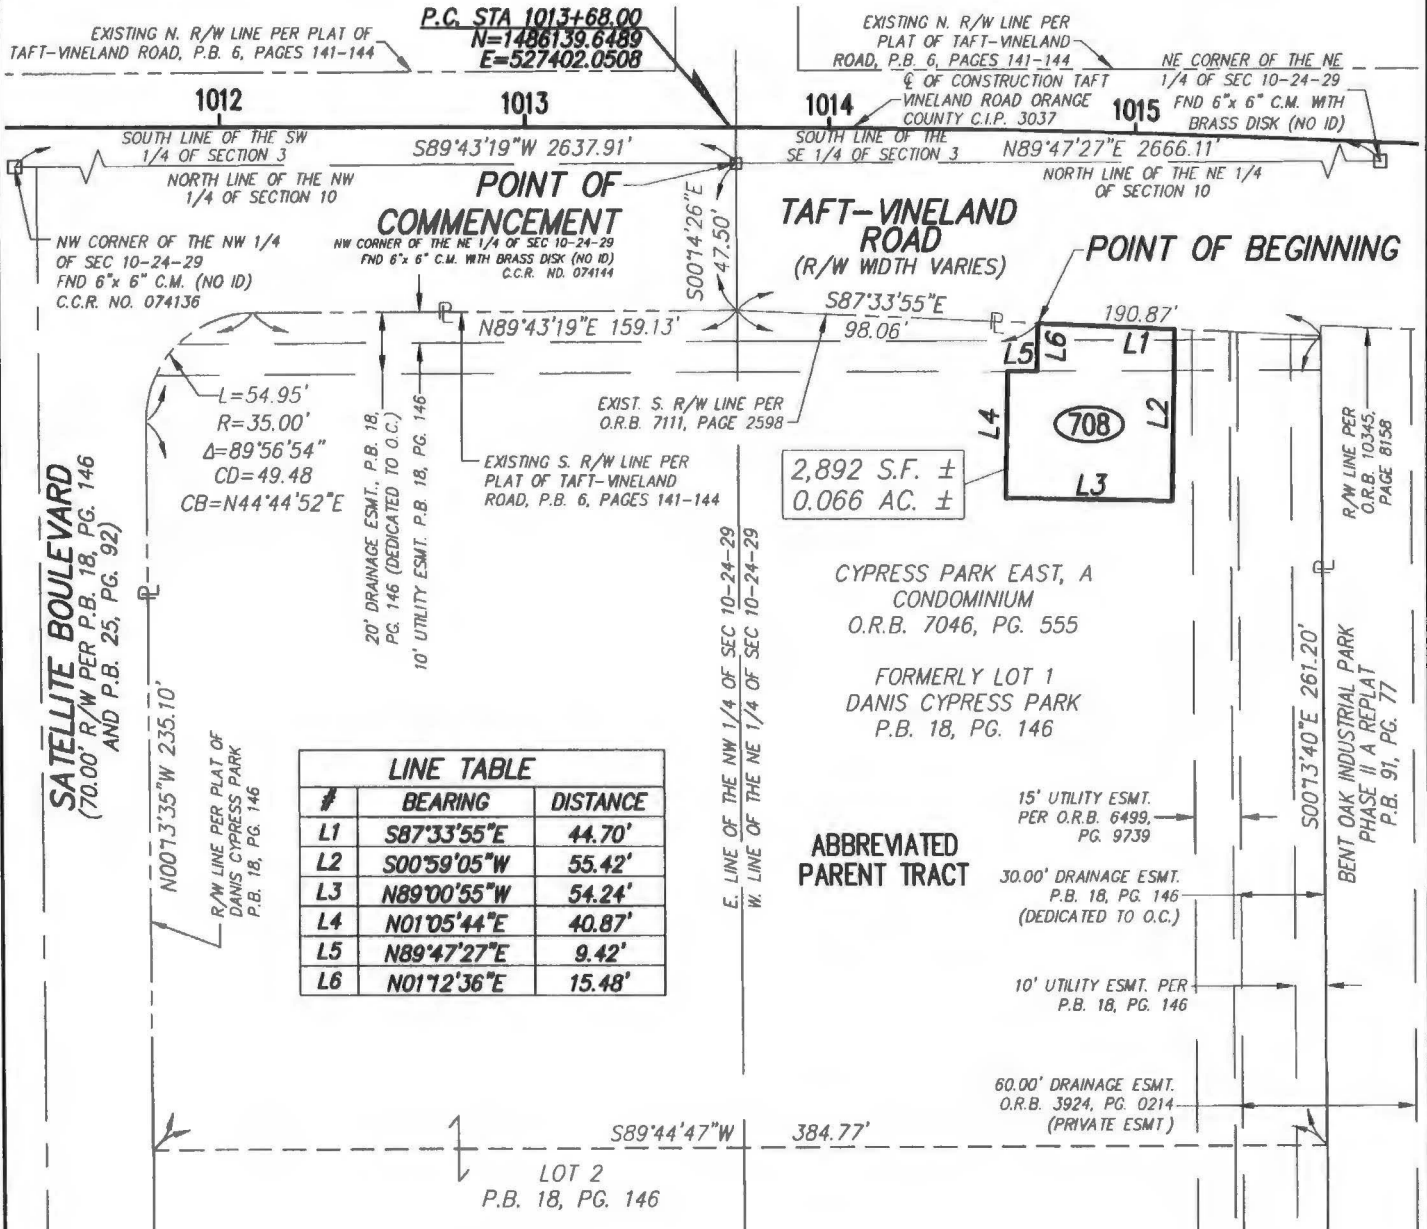 P.C. STA 1013+68.00
N=1486139.6489
E=527402.0508
EXISTING N. R/W LINE PER PLAT OF
TAFT-VINELAND ROAD, P.B. 6, PAGES 141-144
EXISTING N. R/W LINE PER
PLAT OF TAFT-VINELAND
ROAD, P.B. 6, PAGES 141-144
℄ OF CONSTRUCTION TAFT
VINELAND ROAD ORANGE
COUNTY C.I.P. 3037
NE CORNER OF THE NE
1/4 OF SEC 10-24-29
FND 6"x 6" C.M. WITH
BRASS DISK (NO ID)
1012
1013
1014
1015
SOUTH LINE OF THE SW
1/4 OF SECTION 3
S89°43'19"W 2637.91'
SOUTH LINE OF THE
SE 1/4 OF SECTION 3
N89°47'27"E 2666.11'
NORTH LINE OF THE NW
1/4 OF SECTION 10
NORTH LINE OF THE NE 1/4
OF SECTION 10
POINT OF
COMMENCEMENT
NW CORNER OF THE NE 1/4 OF SEC 10-24-29
FND 6"x 6" C.M. WITH BRASS DISK (NO ID)
C.C.R. NO. 074144
NW CORNER OF THE NW 1/4
OF SEC 10-24-29
FND 6"x 6" C.M. (NO ID)
C.C.R. NO. 074136
S00°14'26"E
47.50'
TAFT-VINELAND
ROAD
(R/W WIDTH VARIES)
POINT OF BEGINNING
N89°43'19"E 159.13'
S87°33'55"E
98.06'
190.87'
L5
L6
L1
L4
L2
L3
708
2,892 S.F. ±
0.066 AC. ±
L=54.95'
R=35.00'
Δ=89°56'54"
CD=49.48
CB=N44°44'52"E
20' DRAINAGE ESMT., P.B. 18,
PG. 146 (DEDICATED TO O.C.)
10' UTILITY ESMT. P.B. 18, PG. 146
EXIST. S. R/W LINE PER
O.R.B. 7111, PAGE 2598
EXISTING S. R/W LINE PER
PLAT OF TAFT-VINELAND
ROAD, P.B. 6, PAGES 141-144
R/W LINE PER
O.R.B. 10345,
PAGE 8158
SATELLITE BOULEVARD
(70.00' R/W PER P.B. 18, PG. 146
AND P.B. 25, PG. 92)
N00°13'35"W 235.10'
R/W LINE PER PLAT OF
DANIS CYPRESS PARK
P.B. 18, PG. 146
E. LINE OF THE NW 1/4 OF SEC 10-24-29
W. LINE OF THE NE 1/4 OF SEC 10-24-29
CYPRESS PARK EAST, A
CONDOMINIUM
O.R.B. 7046, PG. 555
FORMERLY LOT 1
DANIS CYPRESS PARK
P.B. 18, PG. 146
S00°13'40"E 261.20'
BENT OAK INDUSTRIAL PARK
PHASE II A REPLAT
P.B. 91, PG. 77
LINE TABLE
# BEARING DISTANCE
L1 S87°33'55"E 44.70'
L2 S00°59'05"W 55.42'
L3 N89°00'55"W 54.24'
L4 N01°05'44"E 40.87'
L5 N89°47'27"E 9.42'
L6 N01°12'36"E 15.48'
ABBREVIATED
PARENT TRACT
15' UTILITY ESMT.
PER O.R.B. 6499,
PG. 9739
30.00' DRAINAGE ESMT.
P.B. 18, PG. 146
(DEDICATED TO O.C.)
10' UTILITY ESMT. PER
P.B. 18, PG. 146
60.00' DRAINAGE ESMT.
O.R.B. 3924, PG. 0214
(PRIVATE ESMT)
S89°44'47"W 384.77'
LOT 2
P.B. 18, PG. 146